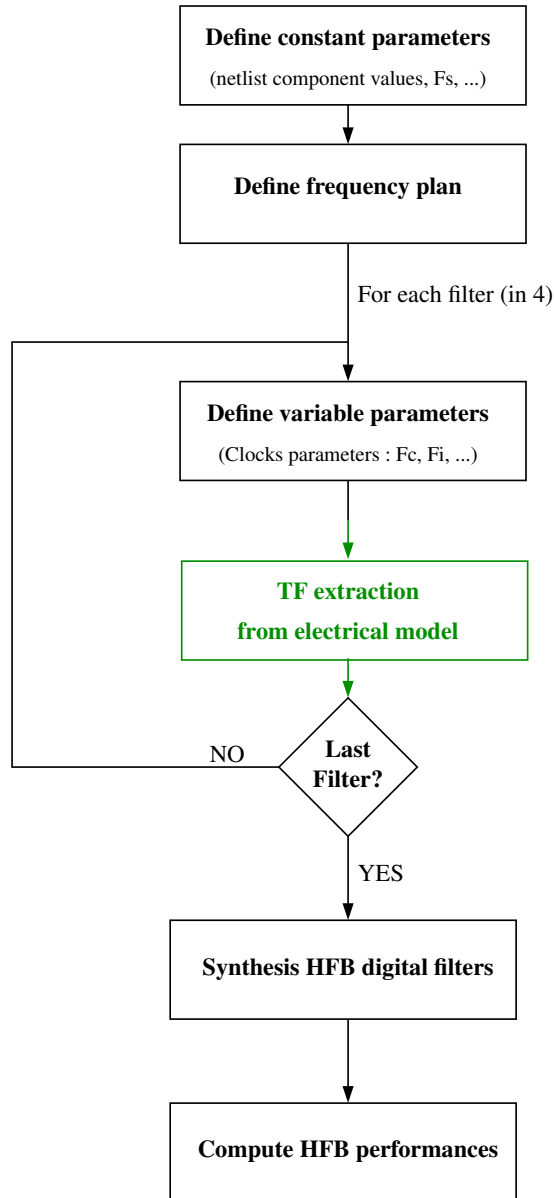 Define constant parameters
(netlist component values, Fs, ...)
Define frequency plan
For each filter (in 4)
Define variable parameters
(Clocks parameters : Fc, Fi, ...)
TF extraction
from electrical model
Last
Filter?
NO
YES
Synthesis HFB digital filters
Compute HFB performances